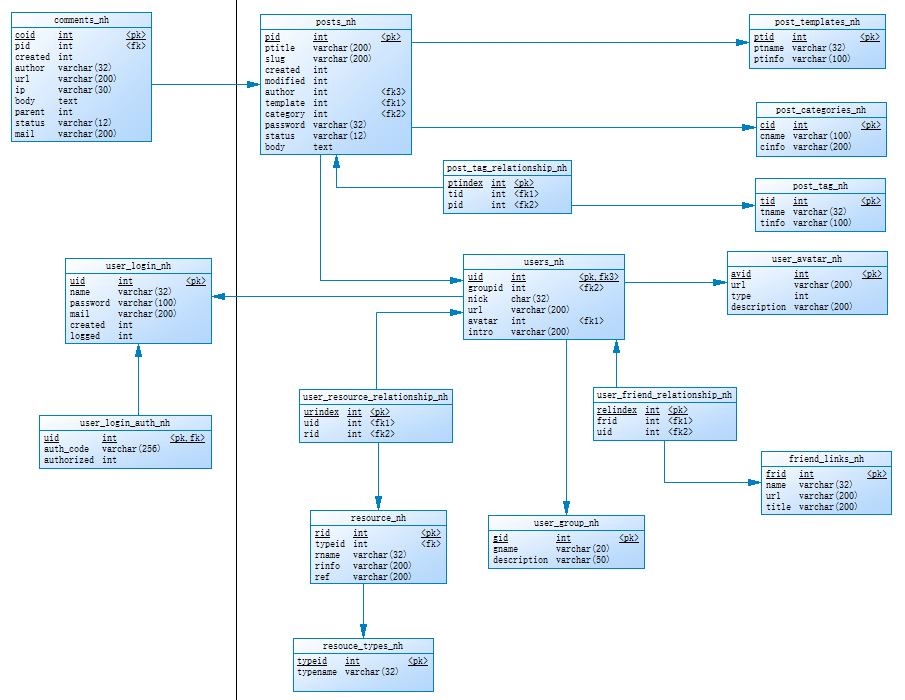 comments_nh
coid int <pk>
pid int <fk>
created int
author varchar(32)
url varchar(200)
ip varchar(30)
body text
parent int
status varchar(12)
mail varchar(200)
posts_nh
pid int <pk>
ptitle varchar(200)
slug varchar(200)
created int
modified int
author int <fk3>
template int <fk1>
category int <fk2>
password varchar(32)
status varchar(12)
body text
post_templates_nh
ptid int <pk>
ptname varchar(32)
ptinfo varchar(100)
post_categories_nh
cid int <pk>
cname varchar(100)
cinfo varchar(200)
post_tag_relationship_nh
ptindex int <pk>
tid int <fk1>
pid int <fk2>
post_tag_nh
tid int <pk>
tname varchar(32)
tinfo varchar(100)
user_login_nh
uid int <pk>
name varchar(32)
password varchar(100)
mail varchar(200)
created int
logged int
users_nh
uid int <pk,fk3>
groupid int <fk2>
nick char(32)
url varchar(200)
avatar int <fk1>
intro varchar(200)
user_avatar_nh
avid int <pk>
url varchar(200)
type int
description varchar(200)
user_login_auth_nh
uid int <pk,fk>
auth_code varchar(256)
authorized int
user_resource_relationship_nh
urindex int <pk>
uid int <fk1>
rid int <fk2>
user_friend_relationship_nh
relindex int <pk>
frid int <fk1>
uid int <fk2>
friend_links_nh
frid int <pk>
name varchar(32)
url varchar(200)
title varchar(200)
resource_nh
rid int <pk>
typeid int <fk>
rname varchar(32)
rinfo varchar(200)
ref varchar(200)
user_group_nh
gid int <pk>
gname varchar(20)
description varchar(50)
resouce_types_nh
typeid int <pk>
typename varchar(32)